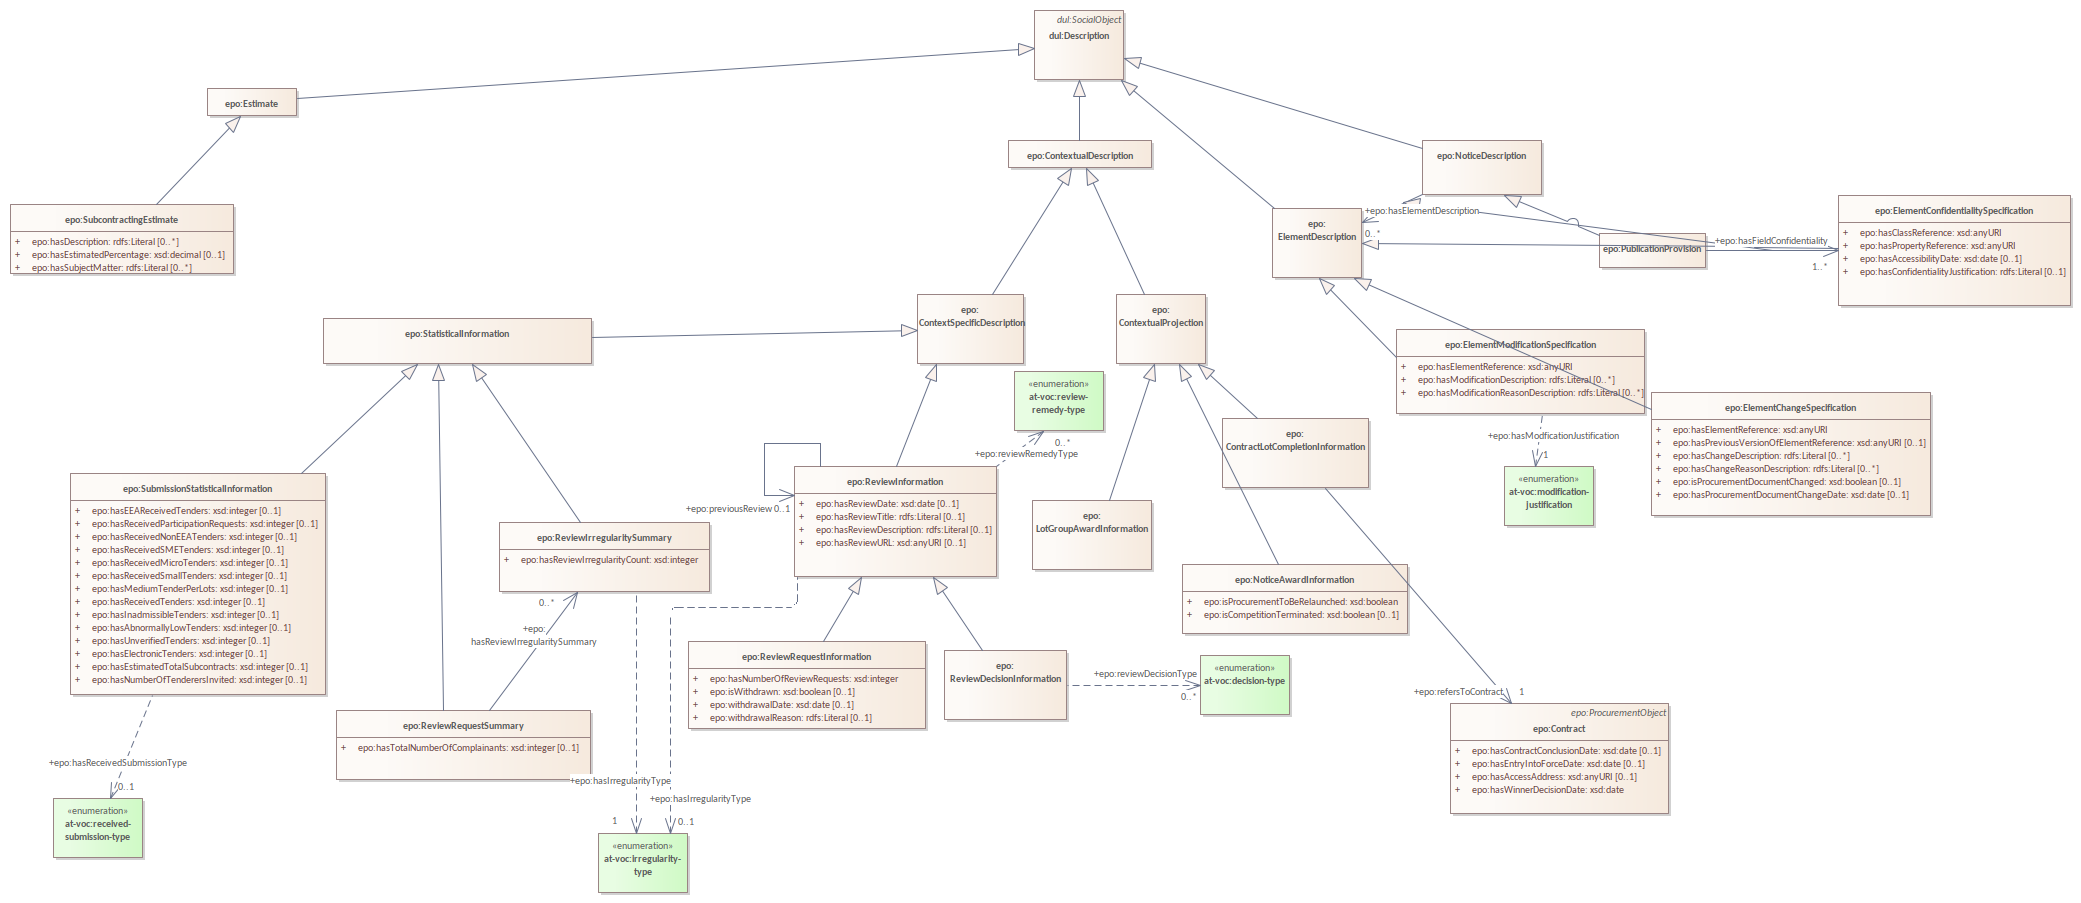 dul:SocialObject
dul:Description
epo:Estimate
epo:ContextualDescription
epo:NoticeDescription
epo:SubcontractingEstimate
+ epo:hasDescription: rdfs:Literal [0..*]
+ epo:hasEstimatedPercentage: xsd:decimal [0..1]
+ epo:hasSubjectMatter: rdfs:Literal [0..*]
epo:
ElementDescription
+epo:hasElementDescription
0..*
epo:PublicationProvision
+epo:hasFieldConfidentiality
1..*
epo:ElementConfidentialitySpecification
+ epo:hasClassReference: xsd:anyURI
+ epo:hasPropertyReference: xsd:anyURI
+ epo:hasAccessibilityDate: xsd:date [0..1]
+ epo:hasConfidentialityJustification: rdfs:Literal [0..1]
epo:StatisticalInformation
epo:
ContextSpecificDescription
epo:
ContextualProjection
epo:ElementModificationSpecification
+ epo:hasElementReference: xsd:anyURI
+ epo:hasModificationDescription: rdfs:Literal [0..*]
+ epo:hasModificationReasonDescription: rdfs:Literal [0..*]
«enumeration»
at-voc:review-
remedy-type
+epo:reviewRemedyType
0..*
epo:
ContractLotCompletionInformation
+epo:hasModficationJustification
1
epo:ElementChangeSpecification
+ epo:hasElementReference: xsd:anyURI
+ epo:hasPreviousVersionOfElementReference: xsd:anyURI [0..1]
+ epo:hasChangeDescription: rdfs:Literal [0..*]
+ epo:hasChangeReasonDescription: rdfs:Literal [0..*]
+ epo:isProcurementDocumentChanged: xsd:boolean [0..1]
+ epo:hasProcurementDocumentChangeDate: xsd:date [0..1]
«enumeration»
at-voc:modification-
justification
epo:SubmissionStatisticalInformation
+ epo:hasEEAReceivedTenders: xsd:integer [0..1]
+ epo:hasReceivedParticipationRequests: xsd:integer [0..1]
+ epo:hasReceivedNonEEATenders: xsd:integer [0..1]
+ epo:hasReceivedSMETenders: xsd:integer [0..1]
+ epo:hasReceivedMicroTenders: xsd:integer [0..1]
+ epo:hasReceivedSmallTenders: xsd:integer [0..1]
+ epo:hasMediumTenderPerLots: xsd:integer [0..1]
+ epo:hasReceivedTenders: xsd:integer [0..1]
+ epo:hasInadmissibleTenders: xsd:integer [0..1]
+ epo:hasAbnormallyLowTenders: xsd:integer [0..1]
+ epo:hasUnverifiedTenders: xsd:integer [0..1]
+ epo:hasElectronicTenders: xsd:integer [0..1]
+ epo:hasEstimatedTotalSubcontracts: xsd:integer [0..1]
+ epo:hasNumberOfTenderersInvited: xsd:integer [0..1]
epo:ReviewInformation
+ epo:hasReviewDate: xsd:date [0..1]
+ epo:hasReviewTitle: rdfs:Literal [0..1]
+ epo:hasReviewDescription: rdfs:Literal [0..1]
+ epo:hasReviewURL: xsd:anyURI [0..1]
+epo:previousReview 0..1
epo:ReviewIrregularitySummary
+ epo:hasReviewIrregularityCount: xsd:integer
epo:
LotGroupAwardInformation
epo:NoticeAwardInformation
+ epo:isProcurementToBeRelaunched: xsd:boolean
+ epo:isCompetitionTerminated: xsd:boolean [0..1]
0..*
+epo:
hasReviewIrregularitySummary
epo:ReviewRequestInformation
+ epo:hasNumberOfReviewRequests: xsd:integer
+ epo:isWithdrawn: xsd:boolean [0..1]
+ epo:withdrawalDate: xsd:date [0..1]
+ epo:withdrawalReason: rdfs:Literal [0..1]
epo:
ReviewDecisionInformation
+epo:reviewDecisionType
0..*
«enumeration»
at-voc:decision-type
epo:ReviewRequestSummary
+ epo:hasTotalNumberOfComplainants: xsd:integer [0..1]
+epo:refersToContract 1
epo:ProcurementObject
epo:Contract
+ epo:hasContractConclusionDate: xsd:date [0..1]
+ epo:hasEntryIntoForceDate: xsd:date [0..1]
+ epo:hasAccessAddress: xsd:anyURI [0..1]
+ epo:hasWinnerDecisionDate: xsd:date
+epo:hasReceivedSubmissionType
0..1
«enumeration»
at-voc:received-
submission-type
+epo:hasIrregularityType
1
+epo:hasIrregularityType
0..1
«enumeration»
at-voc:irregularity-
type